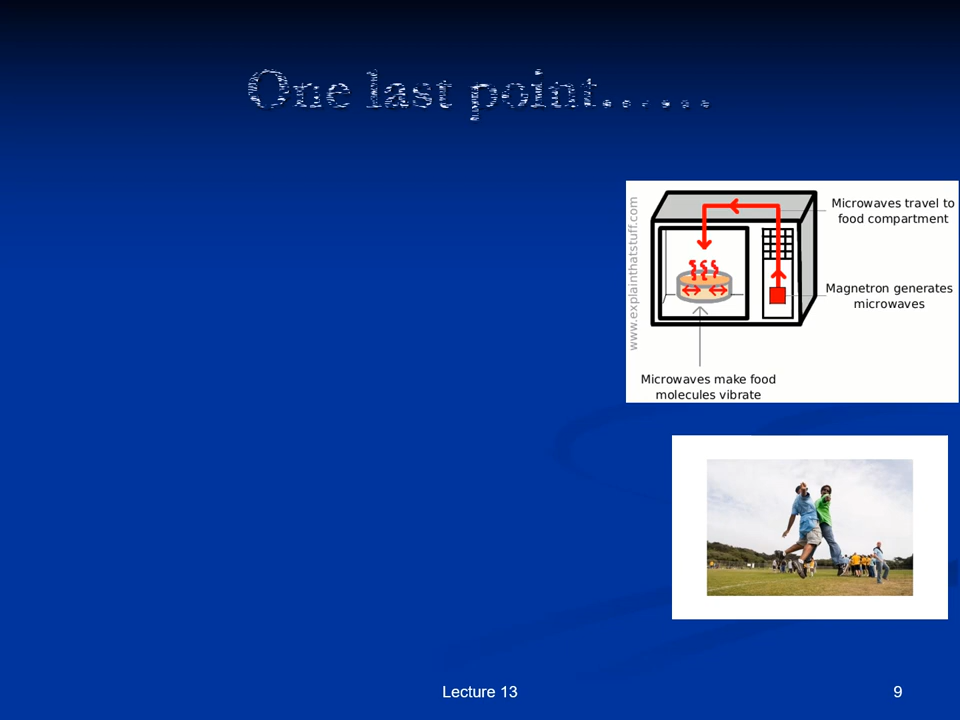 One last point……
www.explainthatstuff.com
Microwaves travel to
food compartment
Magnetron generates
microwaves
Microwaves make food
molecules vibrate
Lecture 13
9